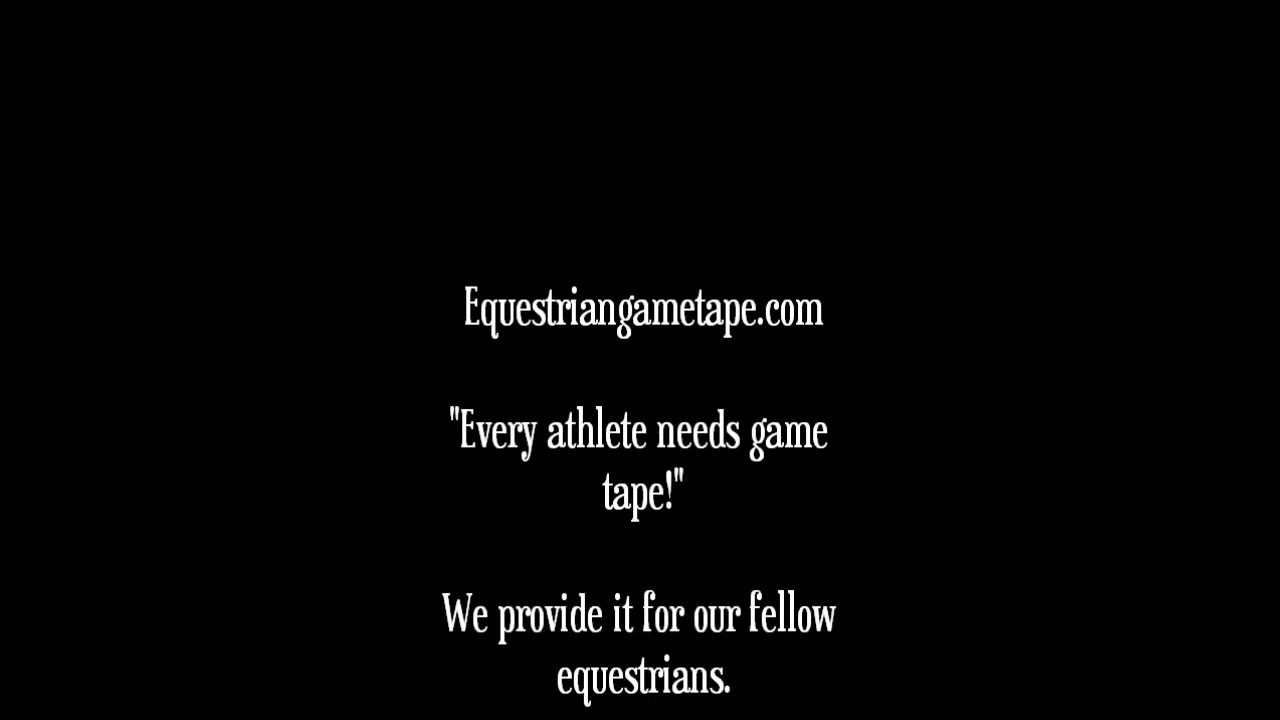 Equestriangametape.com
"Every athlete needs game
tape!"
We provide it for our fellow
equestrians.